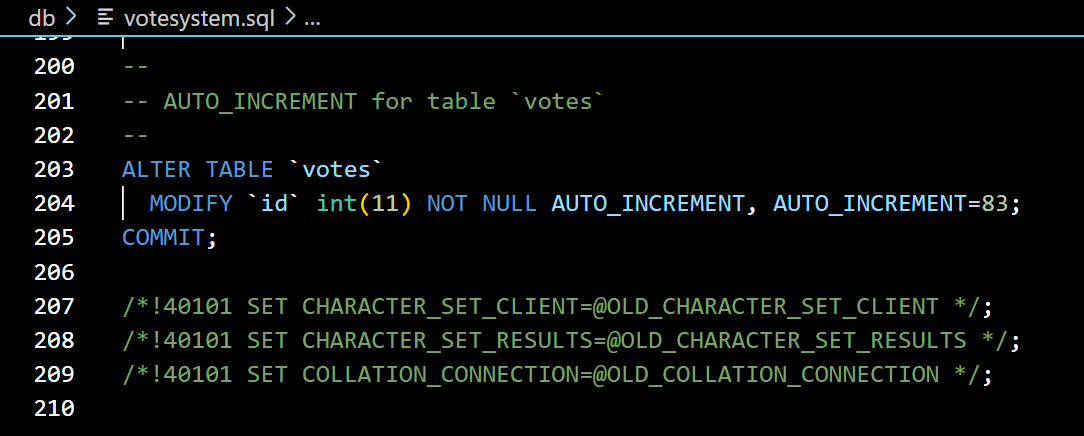 db > votesystem.sql > ...
200 --
201 -- AUTO_INCREMENT for table `votes`
202 --
203 ALTER TABLE `votes`
204   MODIFY `id` int(11) NOT NULL AUTO_INCREMENT, AUTO_INCREMENT=83;
205 COMMIT;
206
207 /*!40101 SET CHARACTER_SET_CLIENT=@OLD_CHARACTER_SET_CLIENT */;
208 /*!40101 SET CHARACTER_SET_RESULTS=@OLD_CHARACTER_SET_RESULTS */;
209 /*!40101 SET COLLATION_CONNECTION=@OLD_COLLATION_CONNECTION */;
210